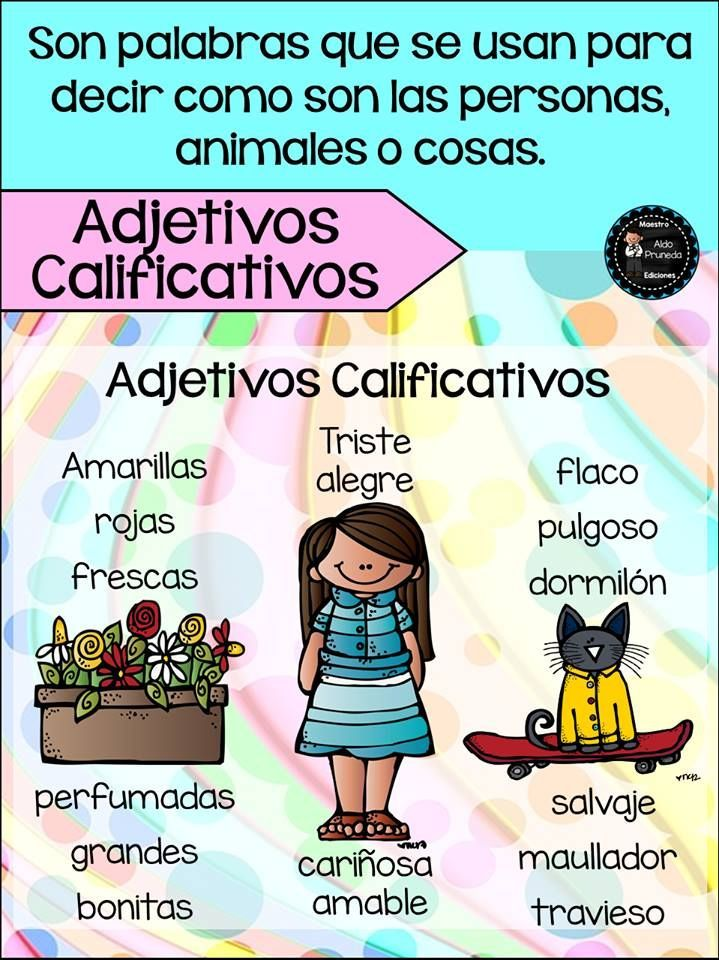 Son palabras que se usan para
decir como son las personas,
animales o cosas.
Adjetivos
Calificativos
Maestro
Aldo
Pruneda
Ediciones
Adjetivos Calificativos
Amarillas
rojas
frescas
perfumadas
grandes
bonitas
Triste
alegre
cariñosa
amable
flaco
pulgoso
dormilón
salvaje
maullador
travieso